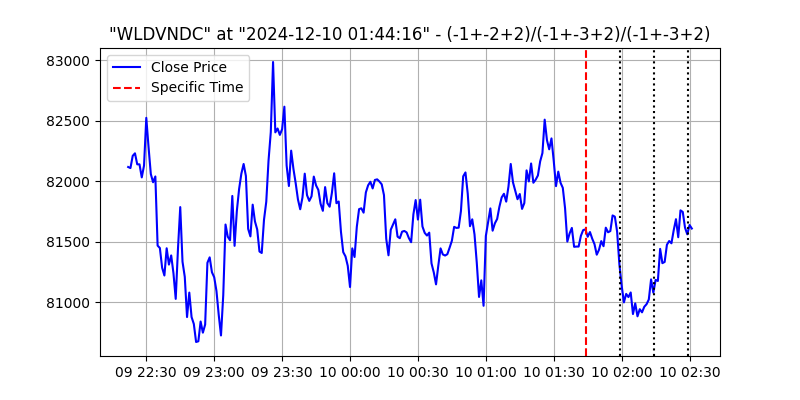 "WLDVNDC" at "2024-12-10 01:44:16" - (-1+-2+2)/(-1+-3+2)/(-1+-3+2)
Close Price
Specific Time
83000
82500
82000
81500
81000
09 22:30 09 23:00 09 23:30 10 00:00 10 00:30 10 01:00 10 01:30 10 02:00 10 02:30